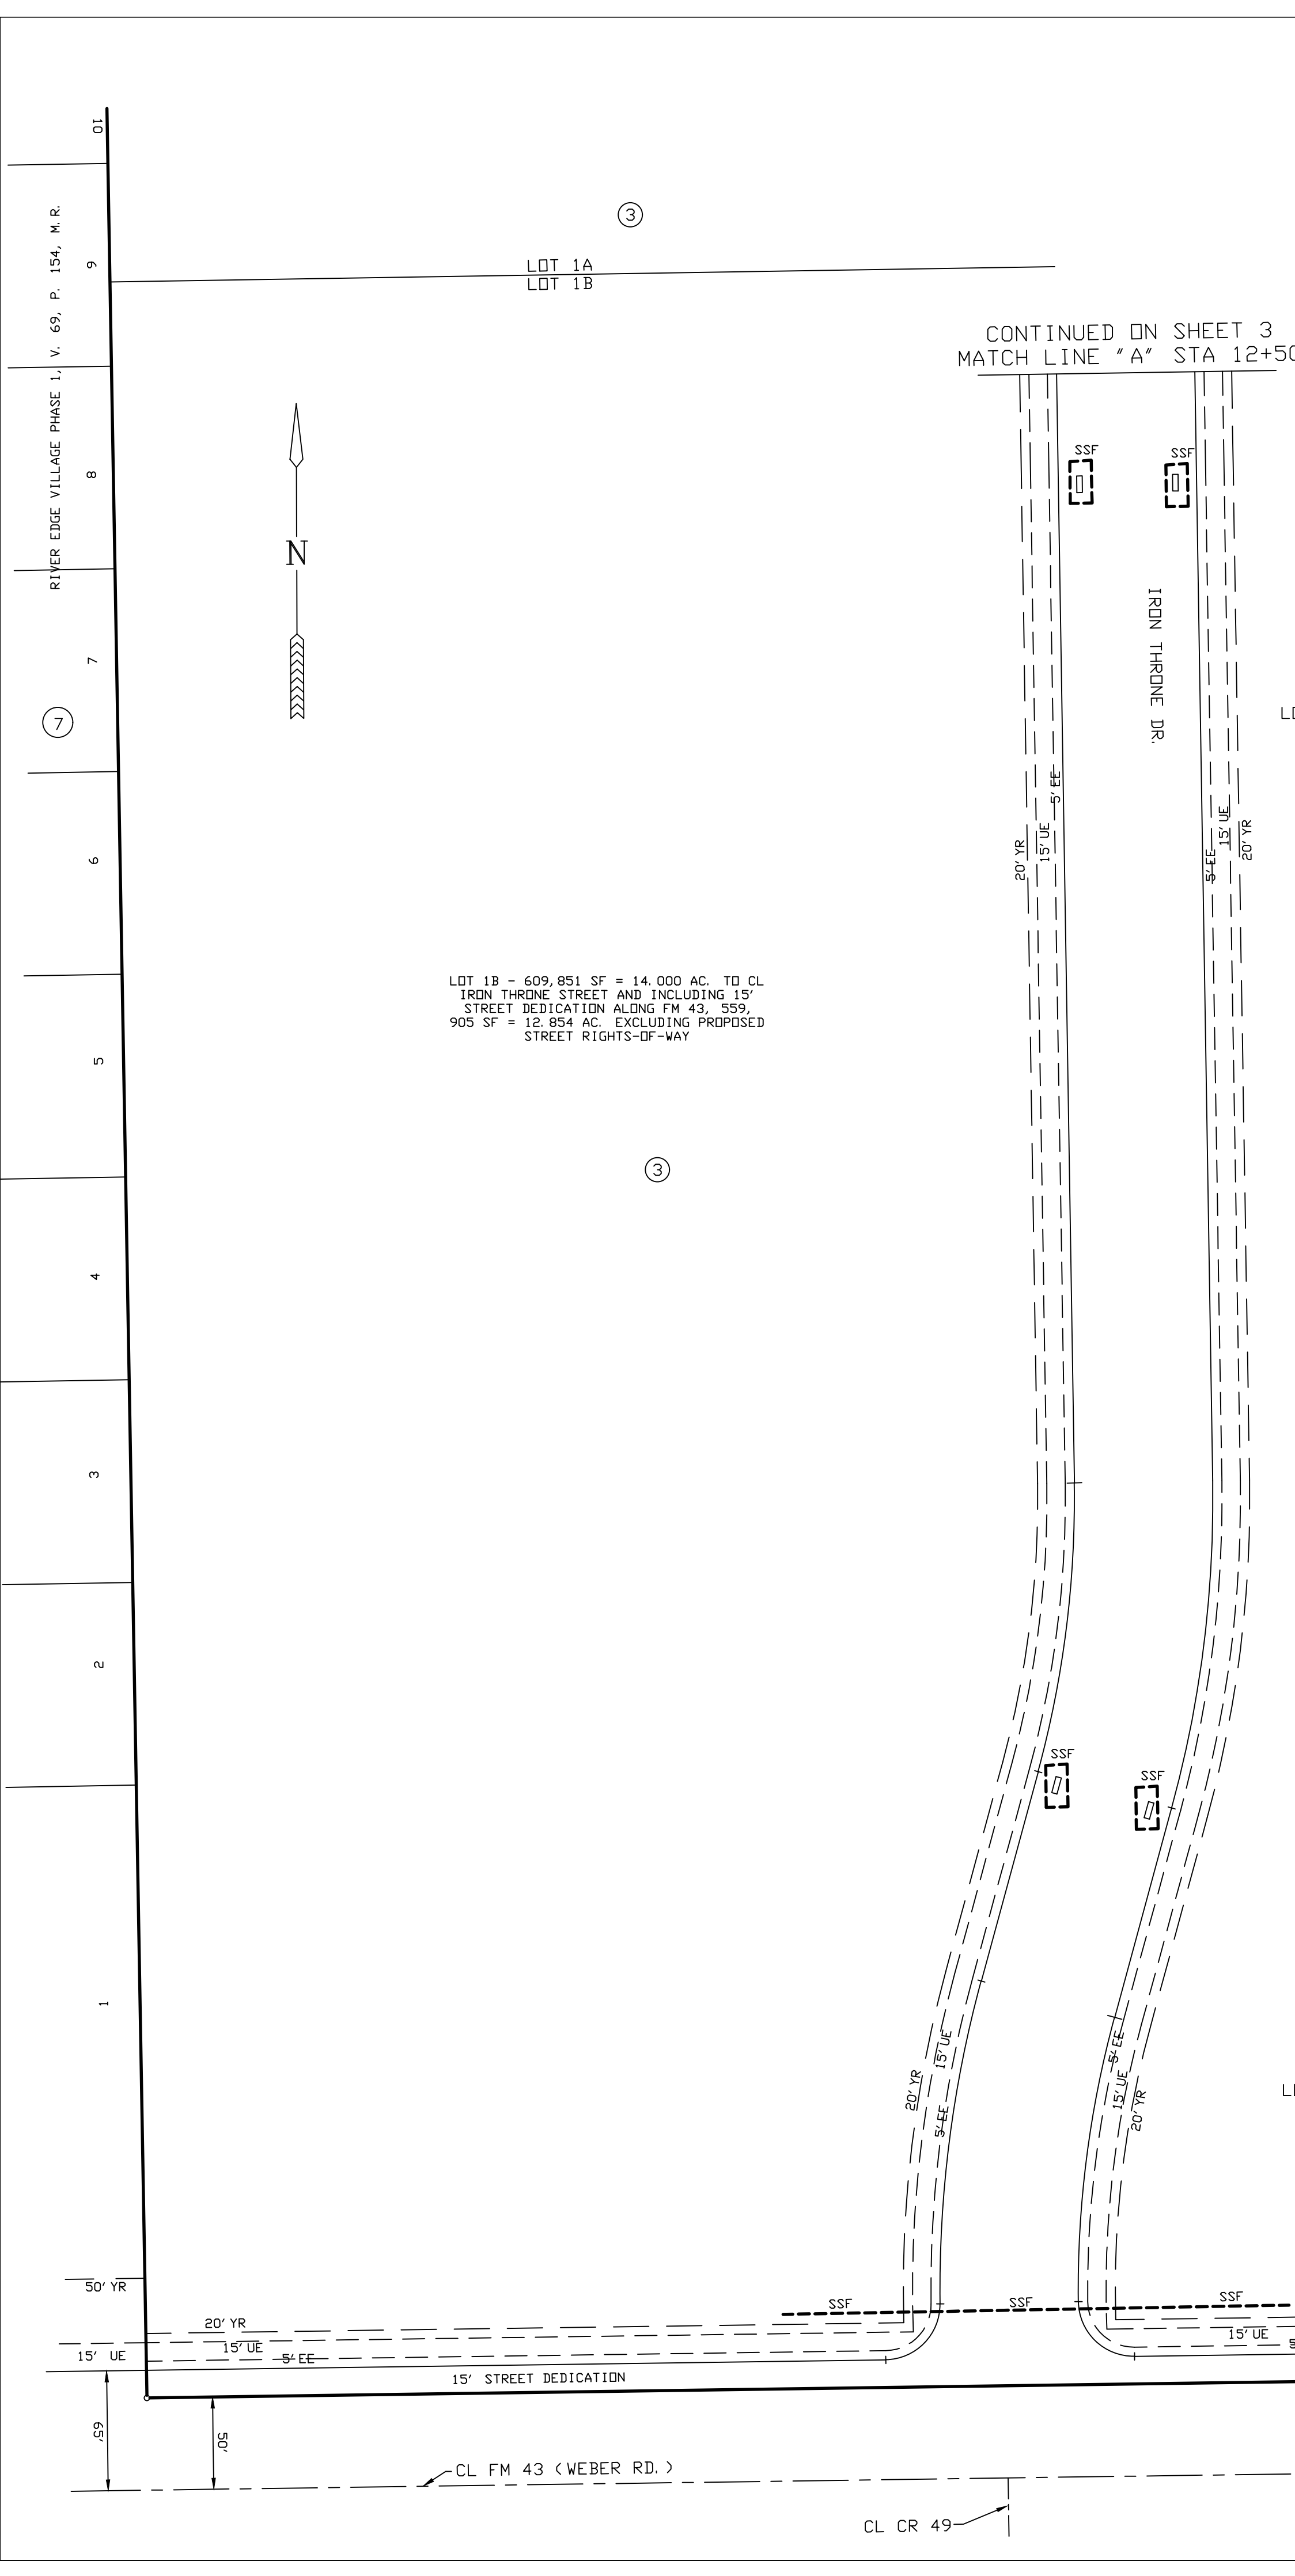 10
3
RIVER EDGE VILLAGE PHASE 1, V. 69, P. 154, M.R.
9
LOT 1A
LOT 1B
CONTINUED ON SHEET 3
MATCH LINE "A" STA 12+50
8
SSF
SSF
N
IRON THRONE DR.
7
7
5' EE
15' UE
20' YR
15' UE
20' YR
5' EE
6
LOT 1B - 609,851 SF = 14.000 AC. TO CL
IRON THRONE STREET AND INCLUDING 15'
STREET DEDICATION ALONG FM 43, 559,
905 SF = 12.854 AC. EXCLUDING PROPOSED
STREET RIGHTS-OF-WAY
5
3
4
3
2
SSF
SSF
1
15' UE
5' EE
20' YR
15' UE
20' YR
5' EE
50' YR
SSF
SSF
SSF
20' YR
15' UE
15' UE
15' UE
5' EE
15' STREET DEDICATION
65'
50'
CL FM 43 (WEBER RD.)
CL CR 49